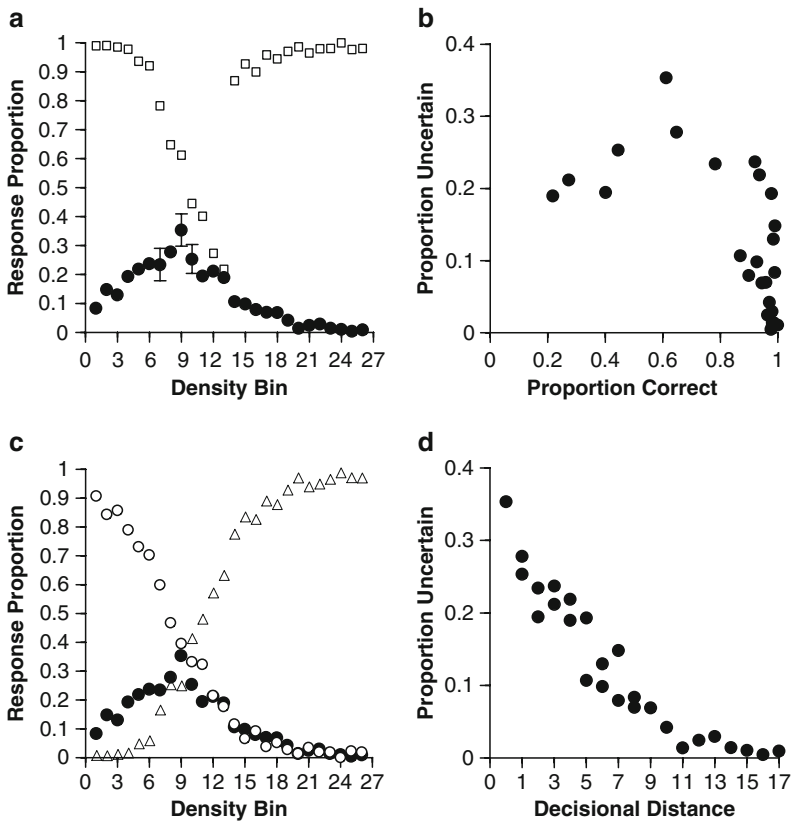 a
Response Proportion
1
0.9
0.8
0.7
0.6
0.5
0.4
0.3
0.2
0.1
0
0 3 6 9 12 15 18 21 24 27
Density Bin
b
Proportion Uncertain
0.4
0.3
0.2
0.1
0
0 0.2 0.4 0.6 0.8 1
Proportion Correct
c
Response Proportion
1
0.9
0.8
0.7
0.6
0.5
0.4
0.3
0.2
0.1
0
0 3 6 9 12 15 18 21 24 27
Density Bin
d
Proportion Uncertain
0.4
0.3
0.2
0.1
0
0 1 3 5 7 9 11 13 15 17
Decisional Distance